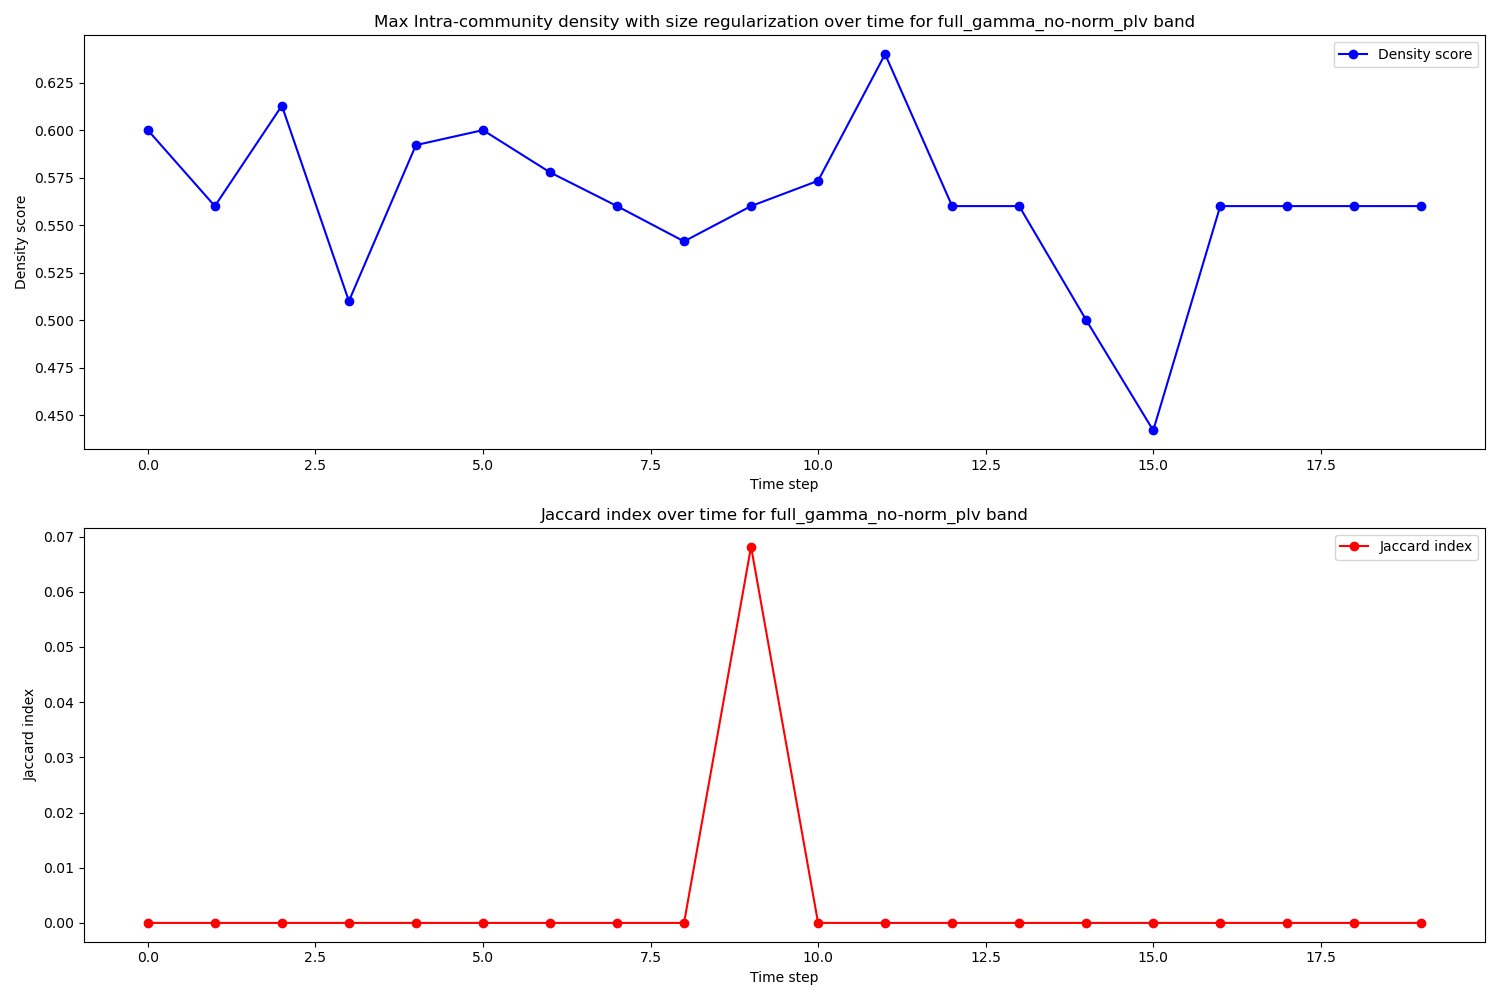 Max Intra-community density with size regularization over time for full_gamma_no-norm_plv band
Density score
0.625
0.600
0.575
0.550
0.525
0.500
0.475
0.450
Density score
0.0 2.5 5.0 7.5 10.0 12.5 15.0 17.5
Time step
Jaccard index over time for full_gamma_no-norm_plv band
Jaccard index
0.07
0.06
0.05
0.04
0.03
0.02
0.01
0.00
Jaccard index
0.0 2.5 5.0 7.5 10.0 12.5 15.0 17.5
Time step